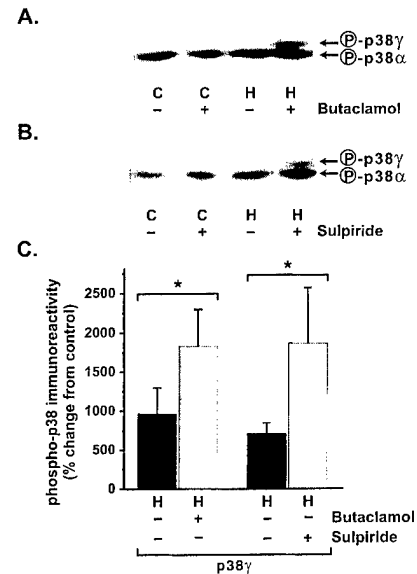 A.
Ⓟ-p38γ
Ⓟ-p38α
C C H H
– + – + Butaclamol
B.
Ⓟ-p38γ
Ⓟ-p38α
C C H H
– + – + Sulpiride
C.
phospho-p38 immunoreactivity
(% change from control)
2500
2000
1500
1000
500
0
* *
H H H H
– + – – Butaclamol
– – – + Sulpiride
p38γ